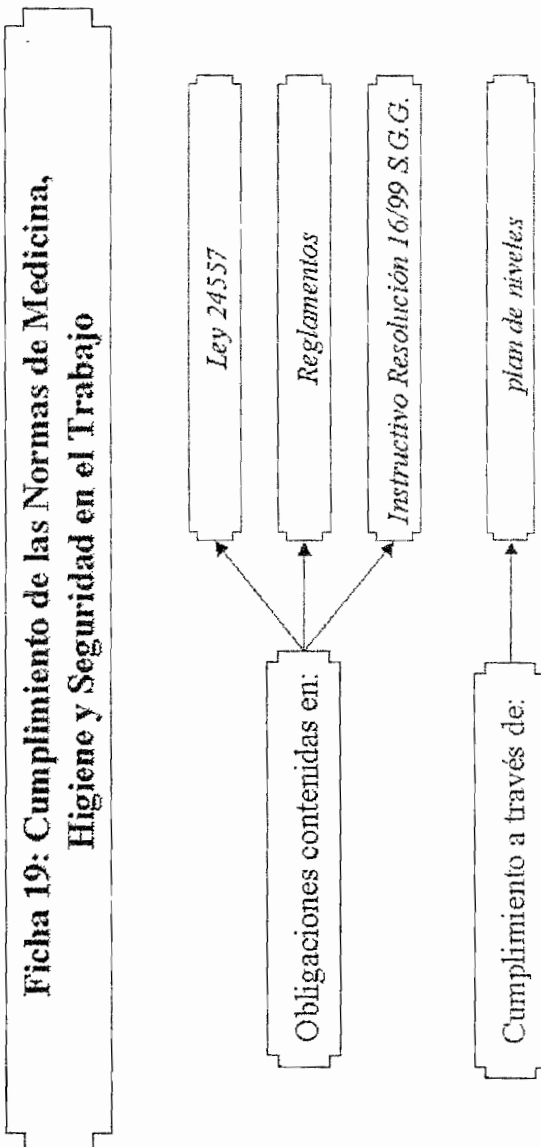 Ficha 19: Cumplimiento de las Normas de Medicina,
Higiene y Seguridad en el Trabajo
Obligaciones contenidas en:
Ley 24557
Reglamentos
Instructivo Resolución 16/99 S.G.G.
Cumplimiento a través de:
plan de niveles